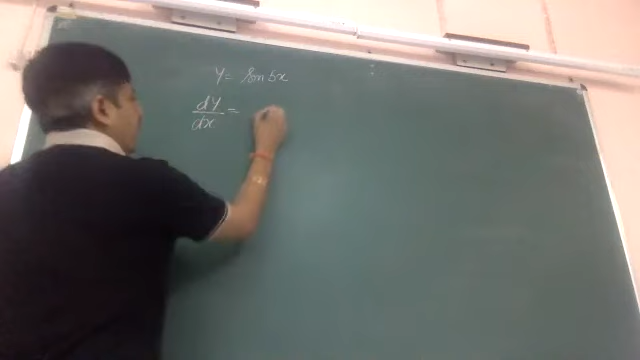 Y = Sin 5x
dY/dx =